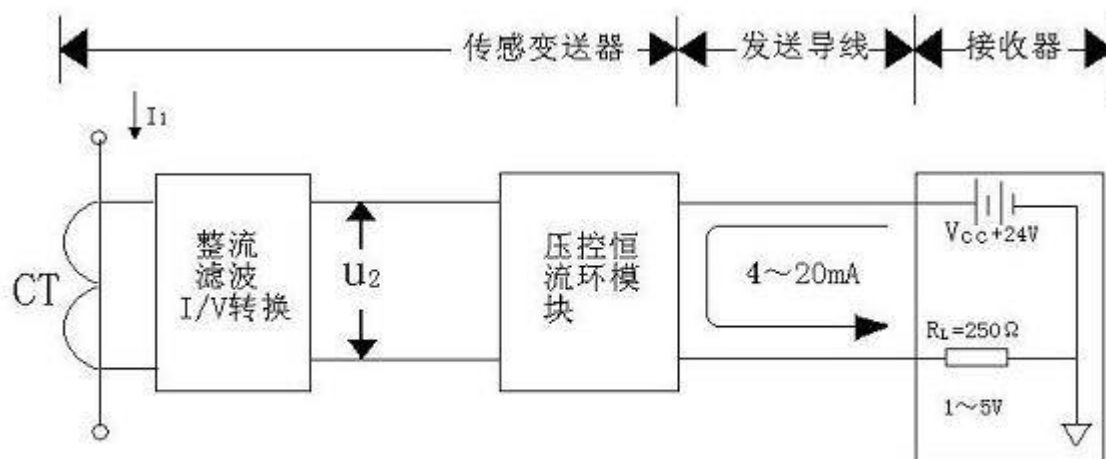 传感变送器 发送导线 接收器
I₁
CT
整流
滤波
I/V转换
u₂
压控恒
流环模
块
4～20mA
Vcc+24V
RL=250Ω
1～5V